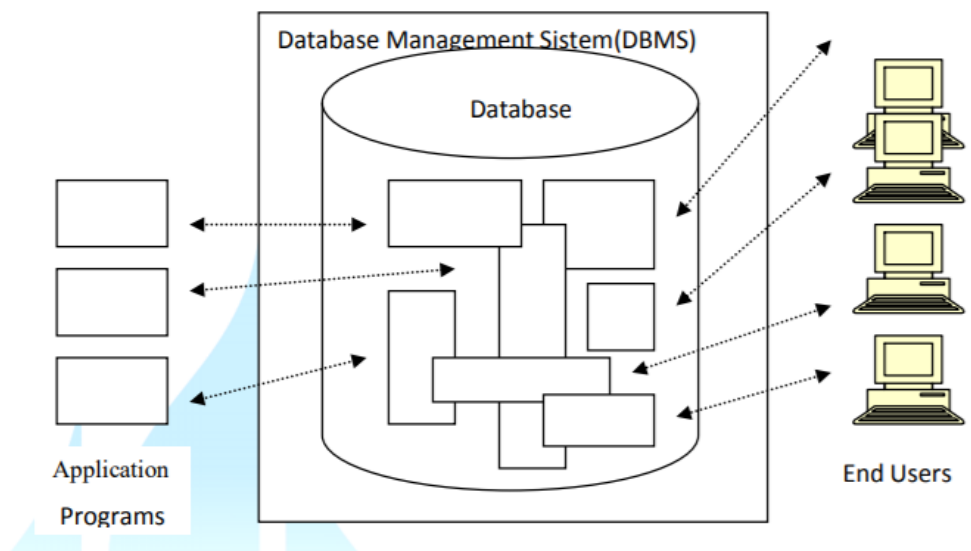 Database Management Sistem(DBMS)
Database
Application
Programs
End Users